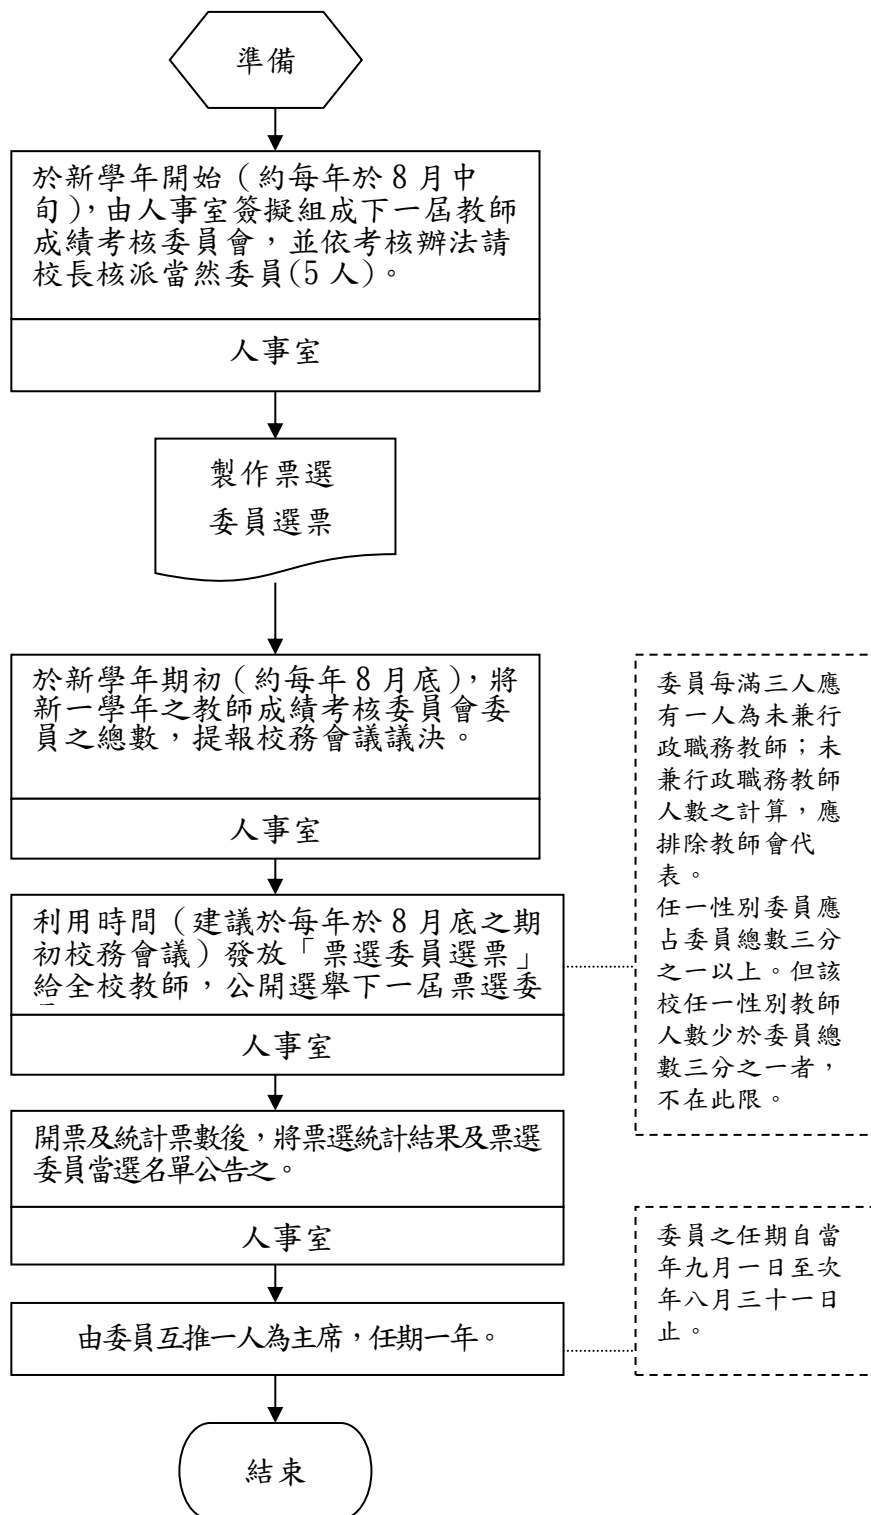 準備
於新學年開始（約每年於8月中
旬），由人事室簽擬組成下一屆教師
成績考核委員會，並依考核辦法請
校長核派當然委員(5人)。
人事室
製作票選
委員選票
於新學年期初（約每年8月底），將
新一學年之教師成績考核委員會委
員之總數，提報校務會議議決。
人事室
利用時間（建議於每年於8月底之期
初校務會議）發放「票選委員選票」
給全校教師，公開選舉下一屆票選委
人事室
開票及統計票數後，將票選統計結果及票選
委員當選名單公告之。
人事室
由委員互推一人為主席，任期一年。
結束
委員每滿三人應
有一人為未兼行
政職務教師；未
兼行政職務教師
人數之計算，應
排除教師會代
表。
任一性別委員應
占委員總數三分
之一以上。但該
校任一性別教師
人數少於委員總
數三分之一者，
不在此限。
委員之任期自當
年九月一日至次
年八月三十一日
止。